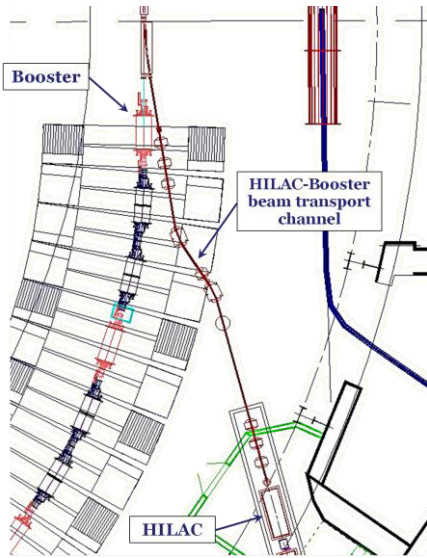 Booster
HILAC-Booster
beam transport
channel
HILAC